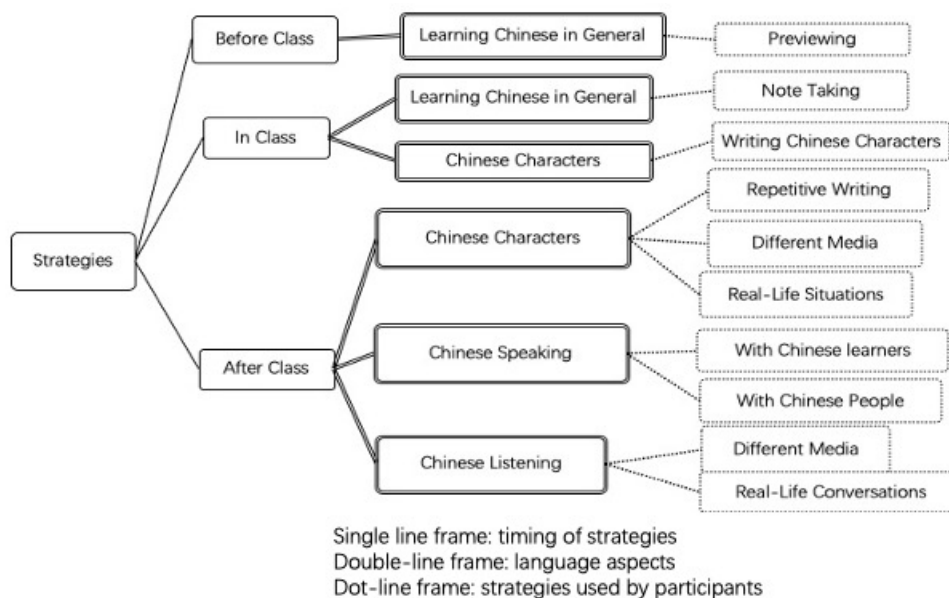 Strategies
Before Class
Learning Chinese in General
Previewing
In Class
Learning Chinese in General
Note Taking
Chinese Characters
Writing Chinese Characters
After Class
Chinese Characters
Repetitive Writing
Different Media
Real-Life Situations
Chinese Speaking
With Chinese learners
With Chinese People
Chinese Listening
Different Media
Real-Life Conversations
Single line frame: timing of strategies
Double-line frame: language aspects
Dot-line frame: strategies used by participants